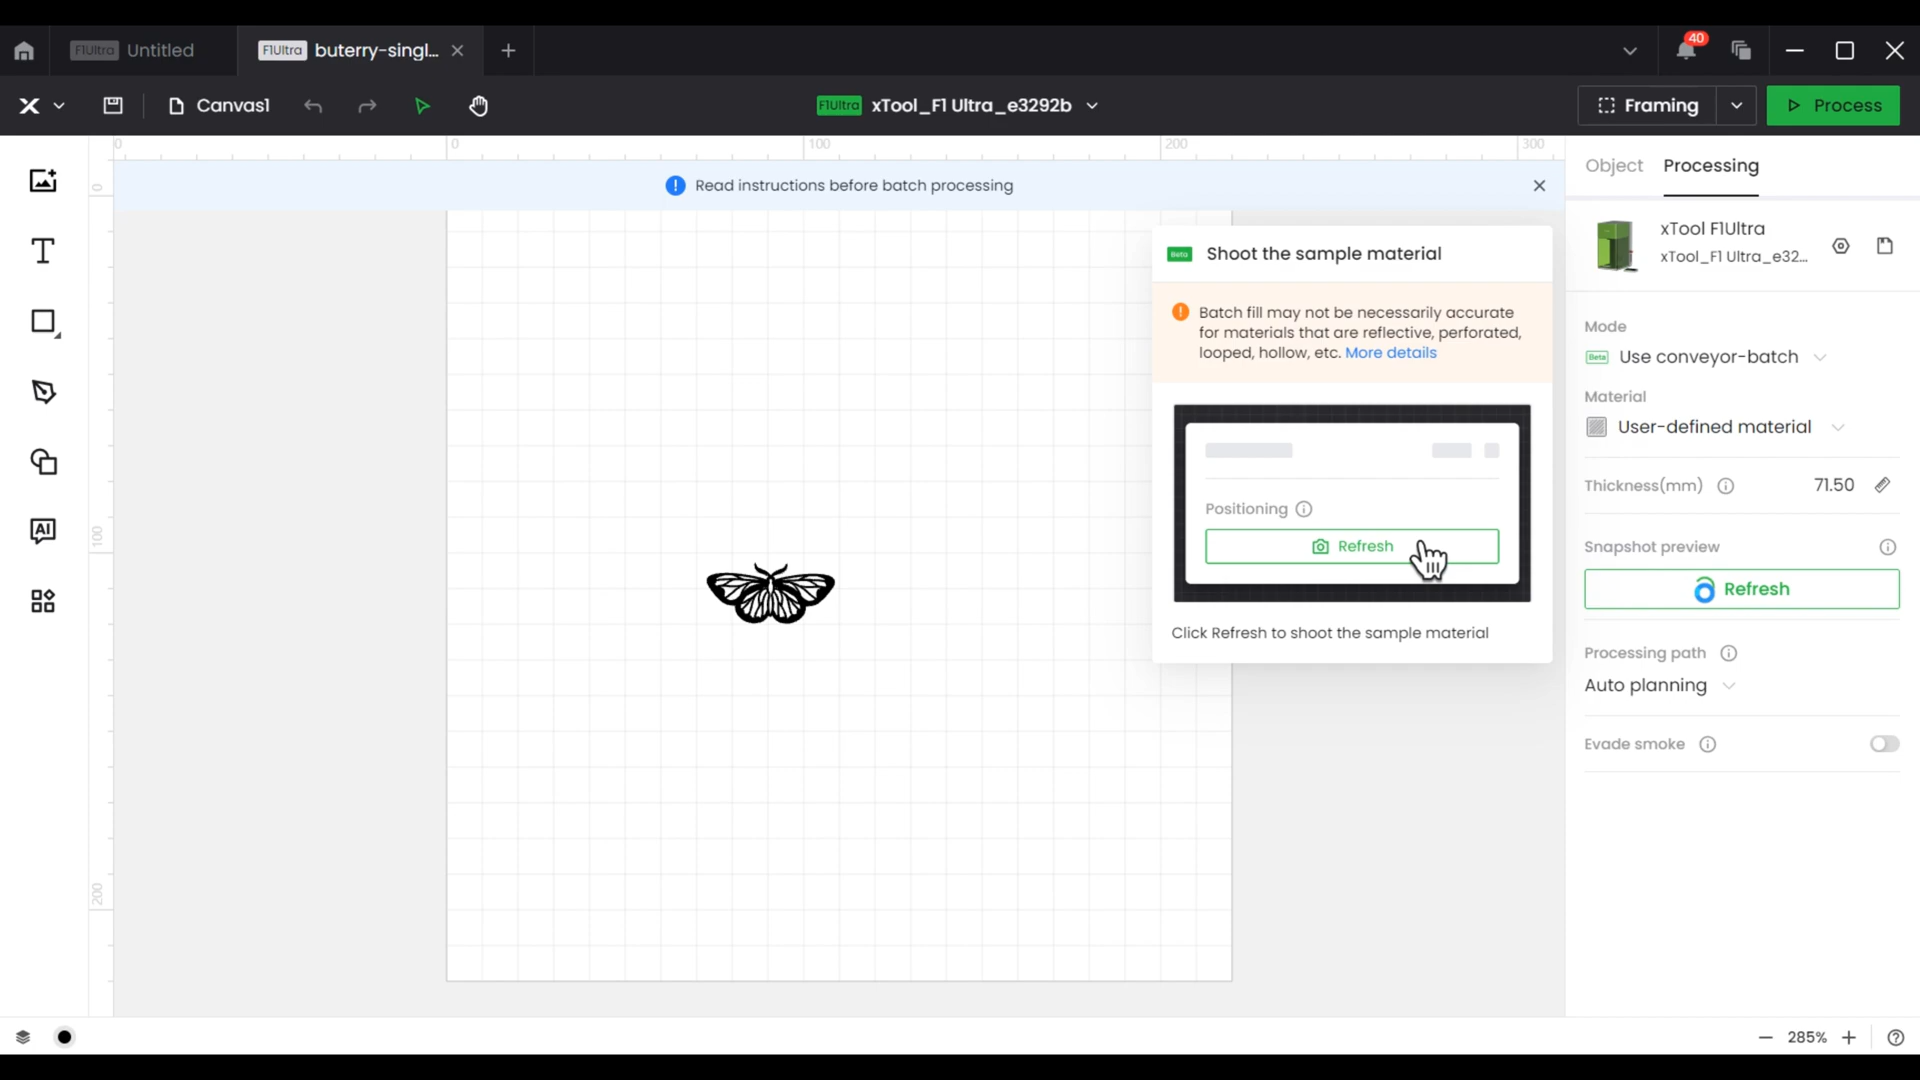 F1Ultra Untitled
F1Ultra buterry-singl...
40
Canvas1
F1Ultra xTool_F1 Ultra_e3292b
Framing
Process
0
0
100
200
300
0
100
200
Read instructions before batch processing
Beta Shoot the sample material
Batch fill may not be necessarily accurate
for materials that are reflective, perforated,
looped, hollow, etc. More details
Positioning
Refresh
Click Refresh to shoot the sample material
Object
Processing
xTool F1Ultra
xTool_F1 Ultra_e32...
Mode
Beta Use conveyor-batch
Material
User-defined material
Thickness(mm) 71.50
Snapshot preview
Refresh
Processing path
Auto planning
Evade smoke
AI
285%